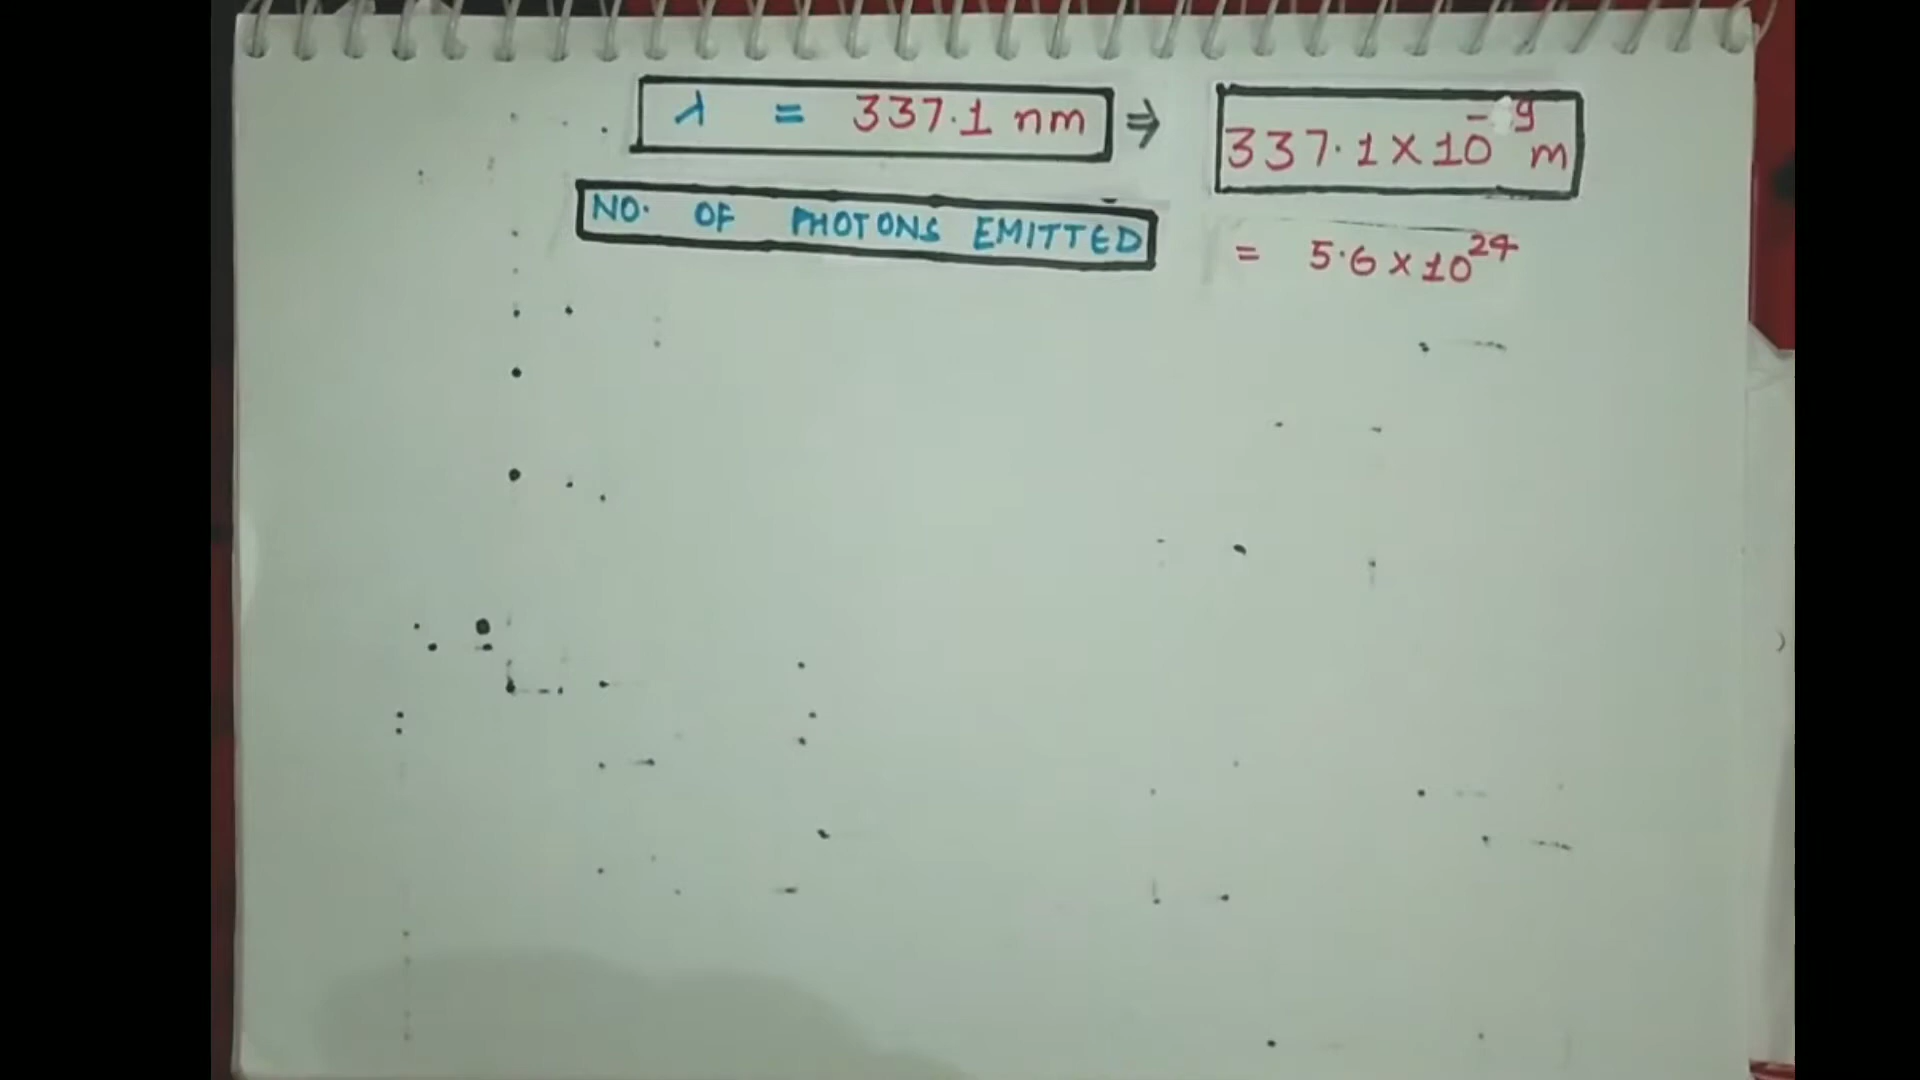 λ = 337.1 nm ⇒ 337.1 × 10⁻⁹ m
NO. OF PHOTONS EMITTED = 5.6 × 10²⁴